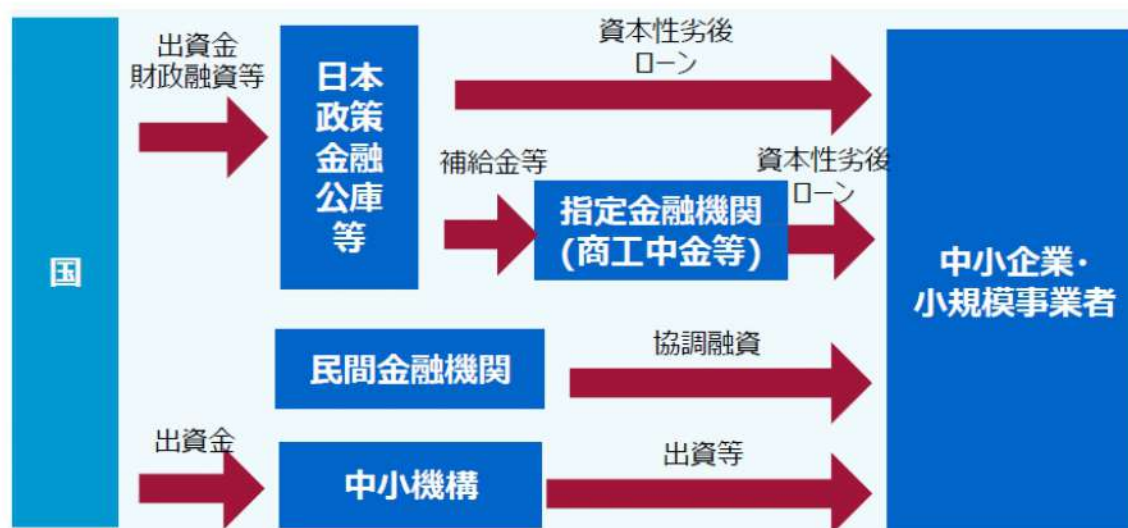 国
出資金
財政融資等
日本
政策
金融
公庫
等
資本性劣後
ローン
補給金等
指定金融機関
(商工中金等)
資本性劣後
ローン
民間金融機関
協調融資
出資金
中小機構
出資等
中小企業・
小規模事業者